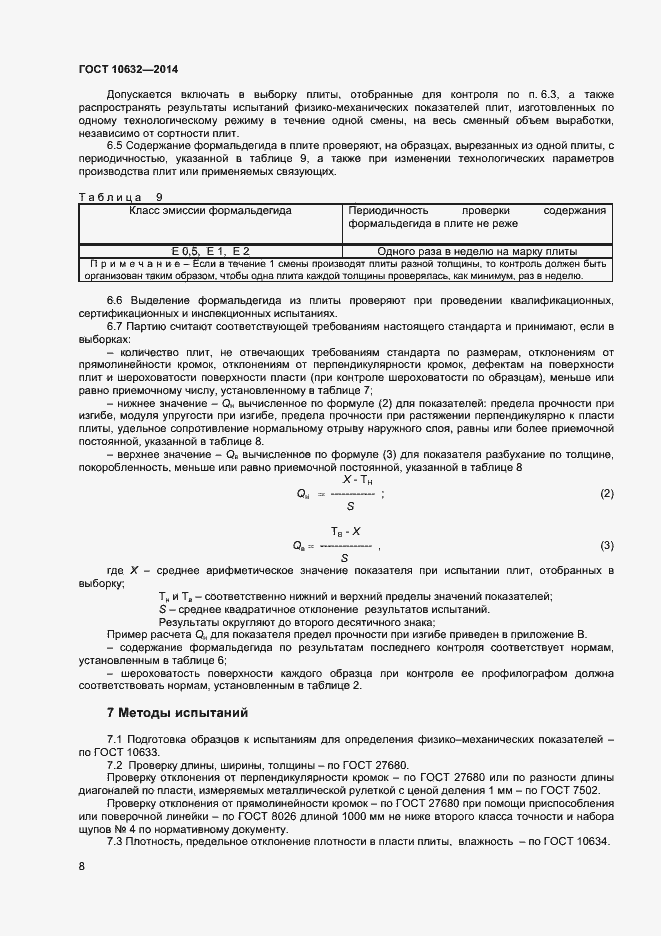 ГОСТ 10632—2014
Допускается включать в выборку плиты, отобранные для контроля по п. 6.3, а также
распространять результаты испытаний физико-механических показателей плит, изготовленных по
одному технологическому режиму в течение одной смены, на весь сменный объем выработки,
независимо от сортности плит.
6.5 Содержание формальдегида в плите проверяют, на образцах, вырезанных из одной плиты, с
периодичностью, указанной в таблице 9, а также при изменении технологических параметров
производства плит или применяемых связующих.
Таблица 9
Класс эмиссии формальдегида
Периодичность проверки содержания
формальдегида в плите не реже
Е 0,5, Е 1, Е 2
Одного раза в неделю на марку плиты
Примечание – Если в течение 1 смены производят плиты разной толщины, то контроль должен быть
организован таким образом, чтобы одна плита каждой толщины проверялась, как минимум, раз в неделю.
6.6 Выделение формальдегида из плиты проверяют при проведении квалификационных,
сертификационных и инспекционных испытаниях.
6.7 Партию считают соответствующей требованиям настоящего стандарта и принимают, если в
выборках:
– количество плит, не отвечающих требованиям стандарта по размерам, отклонениям от
прямолинейности кромок, отклонениям от перпендикулярности кромок, дефектам на поверхности
плит и шероховатости поверхности пласти (при контроле шероховатости по образцам), меньше или
равно приемочному числу, установленному в таблице 7;
– нижнее значение – Qн вычисленное по формуле (2) для показателей: предела прочности при
изгибе, модуля упругости при изгибе, предела прочности при растяжении перпендикулярно к пласти
плиты, удельное сопротивление нормальному отрыву наружного слоя, равны или более приемочной
постоянной, указанной в таблице 8.
– верхнее значение – Qв вычисленное по формуле (3) для показателя разбухание по толщине,
покоробленность, меньше или равно приемочной постоянной, указанной в таблице 8
X - Тн
Qн = ------------ ; (2)
S
Тв - X
Qв = -------------- , (3)
S
где X – среднее арифметическое значение показателя при испытании плит, отобранных в
выборку;
Тн и Тв – соответственно нижний и верхний пределы значений показателей;
S – среднее квадратичное отклонение результатов испытаний.
Результаты округляют до второго десятичного знака;
Пример расчета Qн для показателя предел прочности при изгибе приведен в приложение В.
– содержание формальдегида по результатам последнего контроля соответствует нормам,
установленным в таблице 6;
– шероховатость поверхности каждого образца при контроле ее профилографом должна
соответствовать нормам, установленным в таблице 2.
7 Методы испытаний
7.1 Подготовка образцов к испытаниям для определения физико–механических показателей –
по ГОСТ 10633.
7.2 Проверку длины, ширины, толщины – по ГОСТ 27680.
Проверку отклонения от перпендикулярности кромок – по ГОСТ 27680 или по разности длины
диагоналей по пласти, измеряемых металлической рулеткой с ценой деления 1 мм – по ГОСТ 7502.
Проверку отклонения от прямолинейности кромок – по ГОСТ 27680 при помощи приспособления
или поверочной линейки – по ГОСТ 8026 длиной 1000 мм не ниже второго класса точности и набора
щупов № 4 по нормативному документу.
7.3 Плотность, предельное отклонение плотности в пласти плиты, влажность – по ГОСТ 10634.
8